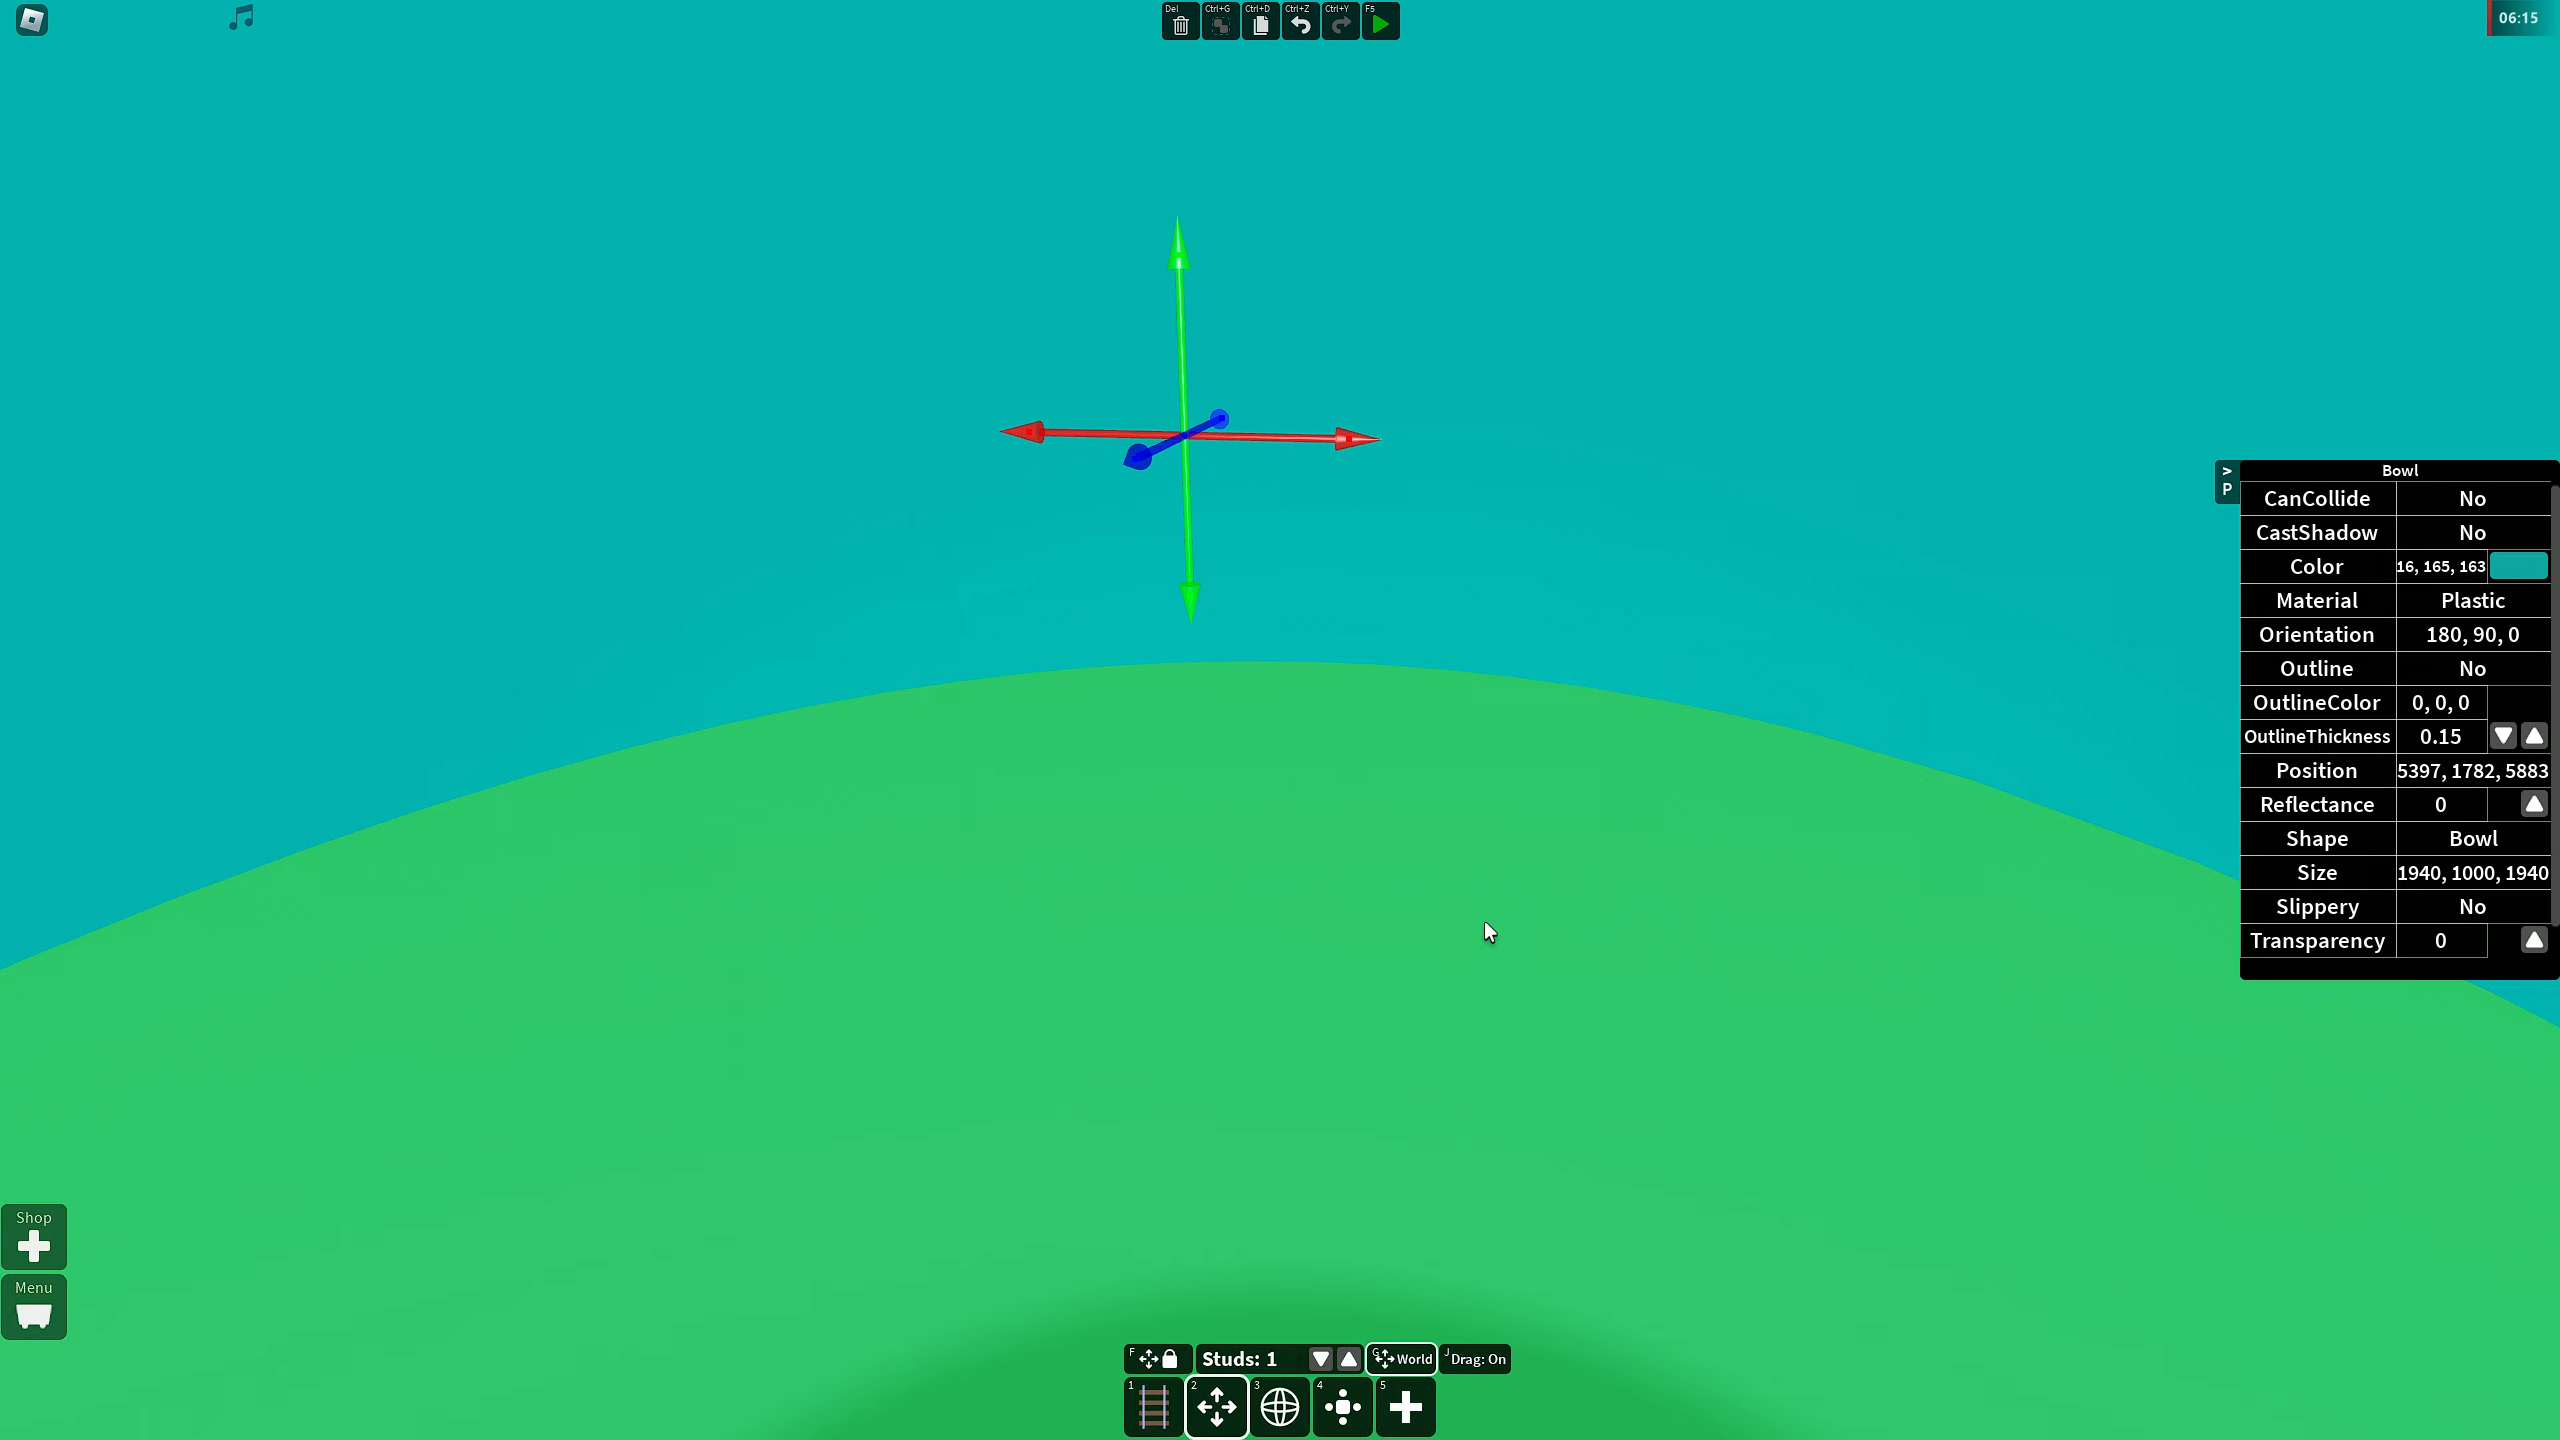 Del
Ctrl+G
Ctrl+D
Ctrl+Z
Ctrl+Y
F5
06:15
> P
Bowl
CanCollide No
CastShadow No
Color 16, 165, 163
Material Plastic
Orientation 180, 90, 0
Outline No
OutlineColor 0, 0, 0
OutlineThickness 0.15
Position 5397, 1782, 5883
Reflectance 0
Shape Bowl
Size 1940, 1000, 1940
Slippery No
Transparency 0
Shop
Menu
F
Studs: 1
G World
J Drag: On
1
2
3
4
5